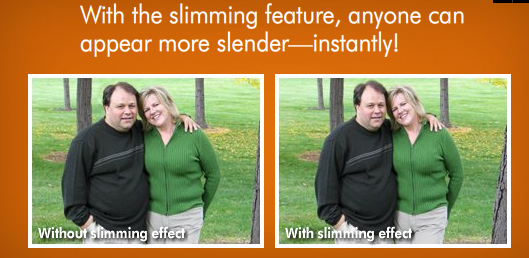 With the slimming feature, anyone can
appear more slender—instantly!
Without slimming effect
With slimming effect